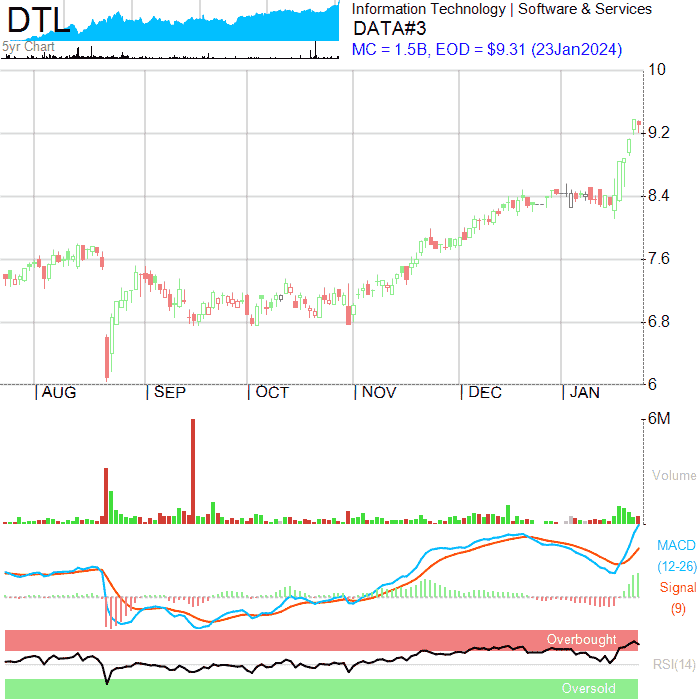 DTL
5yr Chart
Information Technology | Software & Services
DATA#3
MC = 1.5B, EOD = $9.31 (23Jan2024)
10
9.2
8.4
7.6
6.8
6
|AUG |SEP |OCT |NOV |DEC |JAN
6M
Volume
MACD
(12-26)
Signal
(9)
Overbought
RSI(14)
Oversold